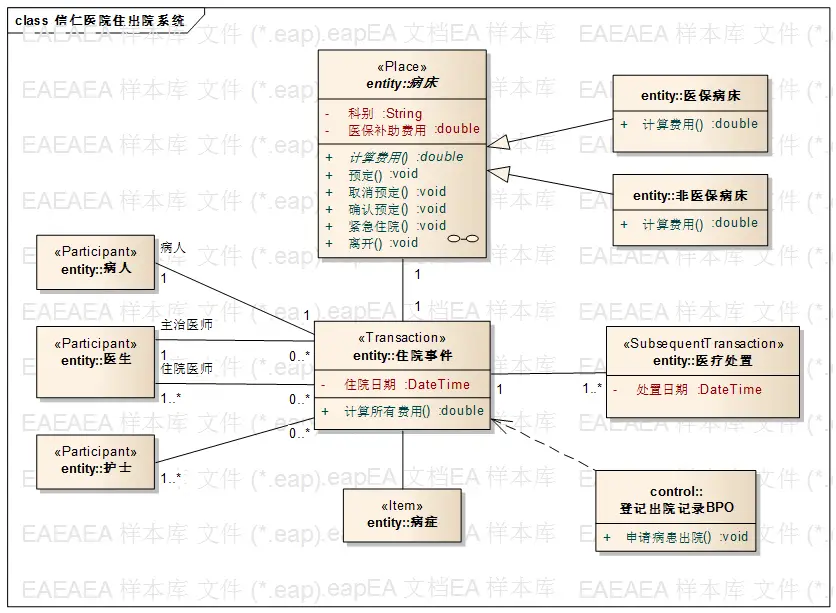 class 信仁医院住出院系统
«Place»
entity::病床
- 科别 :String
- 医保补助费用 :double
+ 计算费用() :double
+ 预定() :void
+ 取消预定() :void
+ 确认预定() :void
+ 紧急住院() :void
+ 离开() :void
entity::医保病床
+ 计算费用() :double
entity::非医保病床
+ 计算费用() :double
«Participant»
entity::病人
病人
1
1
1
1
«Participant»
entity::医生
主治医师
1
0..*
住院医师
1..*
0..*
«Participant»
entity::护士
1..*
0..*
«Transaction»
entity::住院事件
- 住院日期 :DateTime
+ 计算所有费用() :double
1
1..*
«SubsequentTransaction»
entity::医疗处置
- 处置日期 :DateTime
«Item»
entity::病症
control::
登记出院记录BPO
+ 申请病患出院() :void
EAEAEA 样本库 文件 (*.eap).eapEA 文档EA 样本库 EAEAEA 样本库 文件 (*.eap)